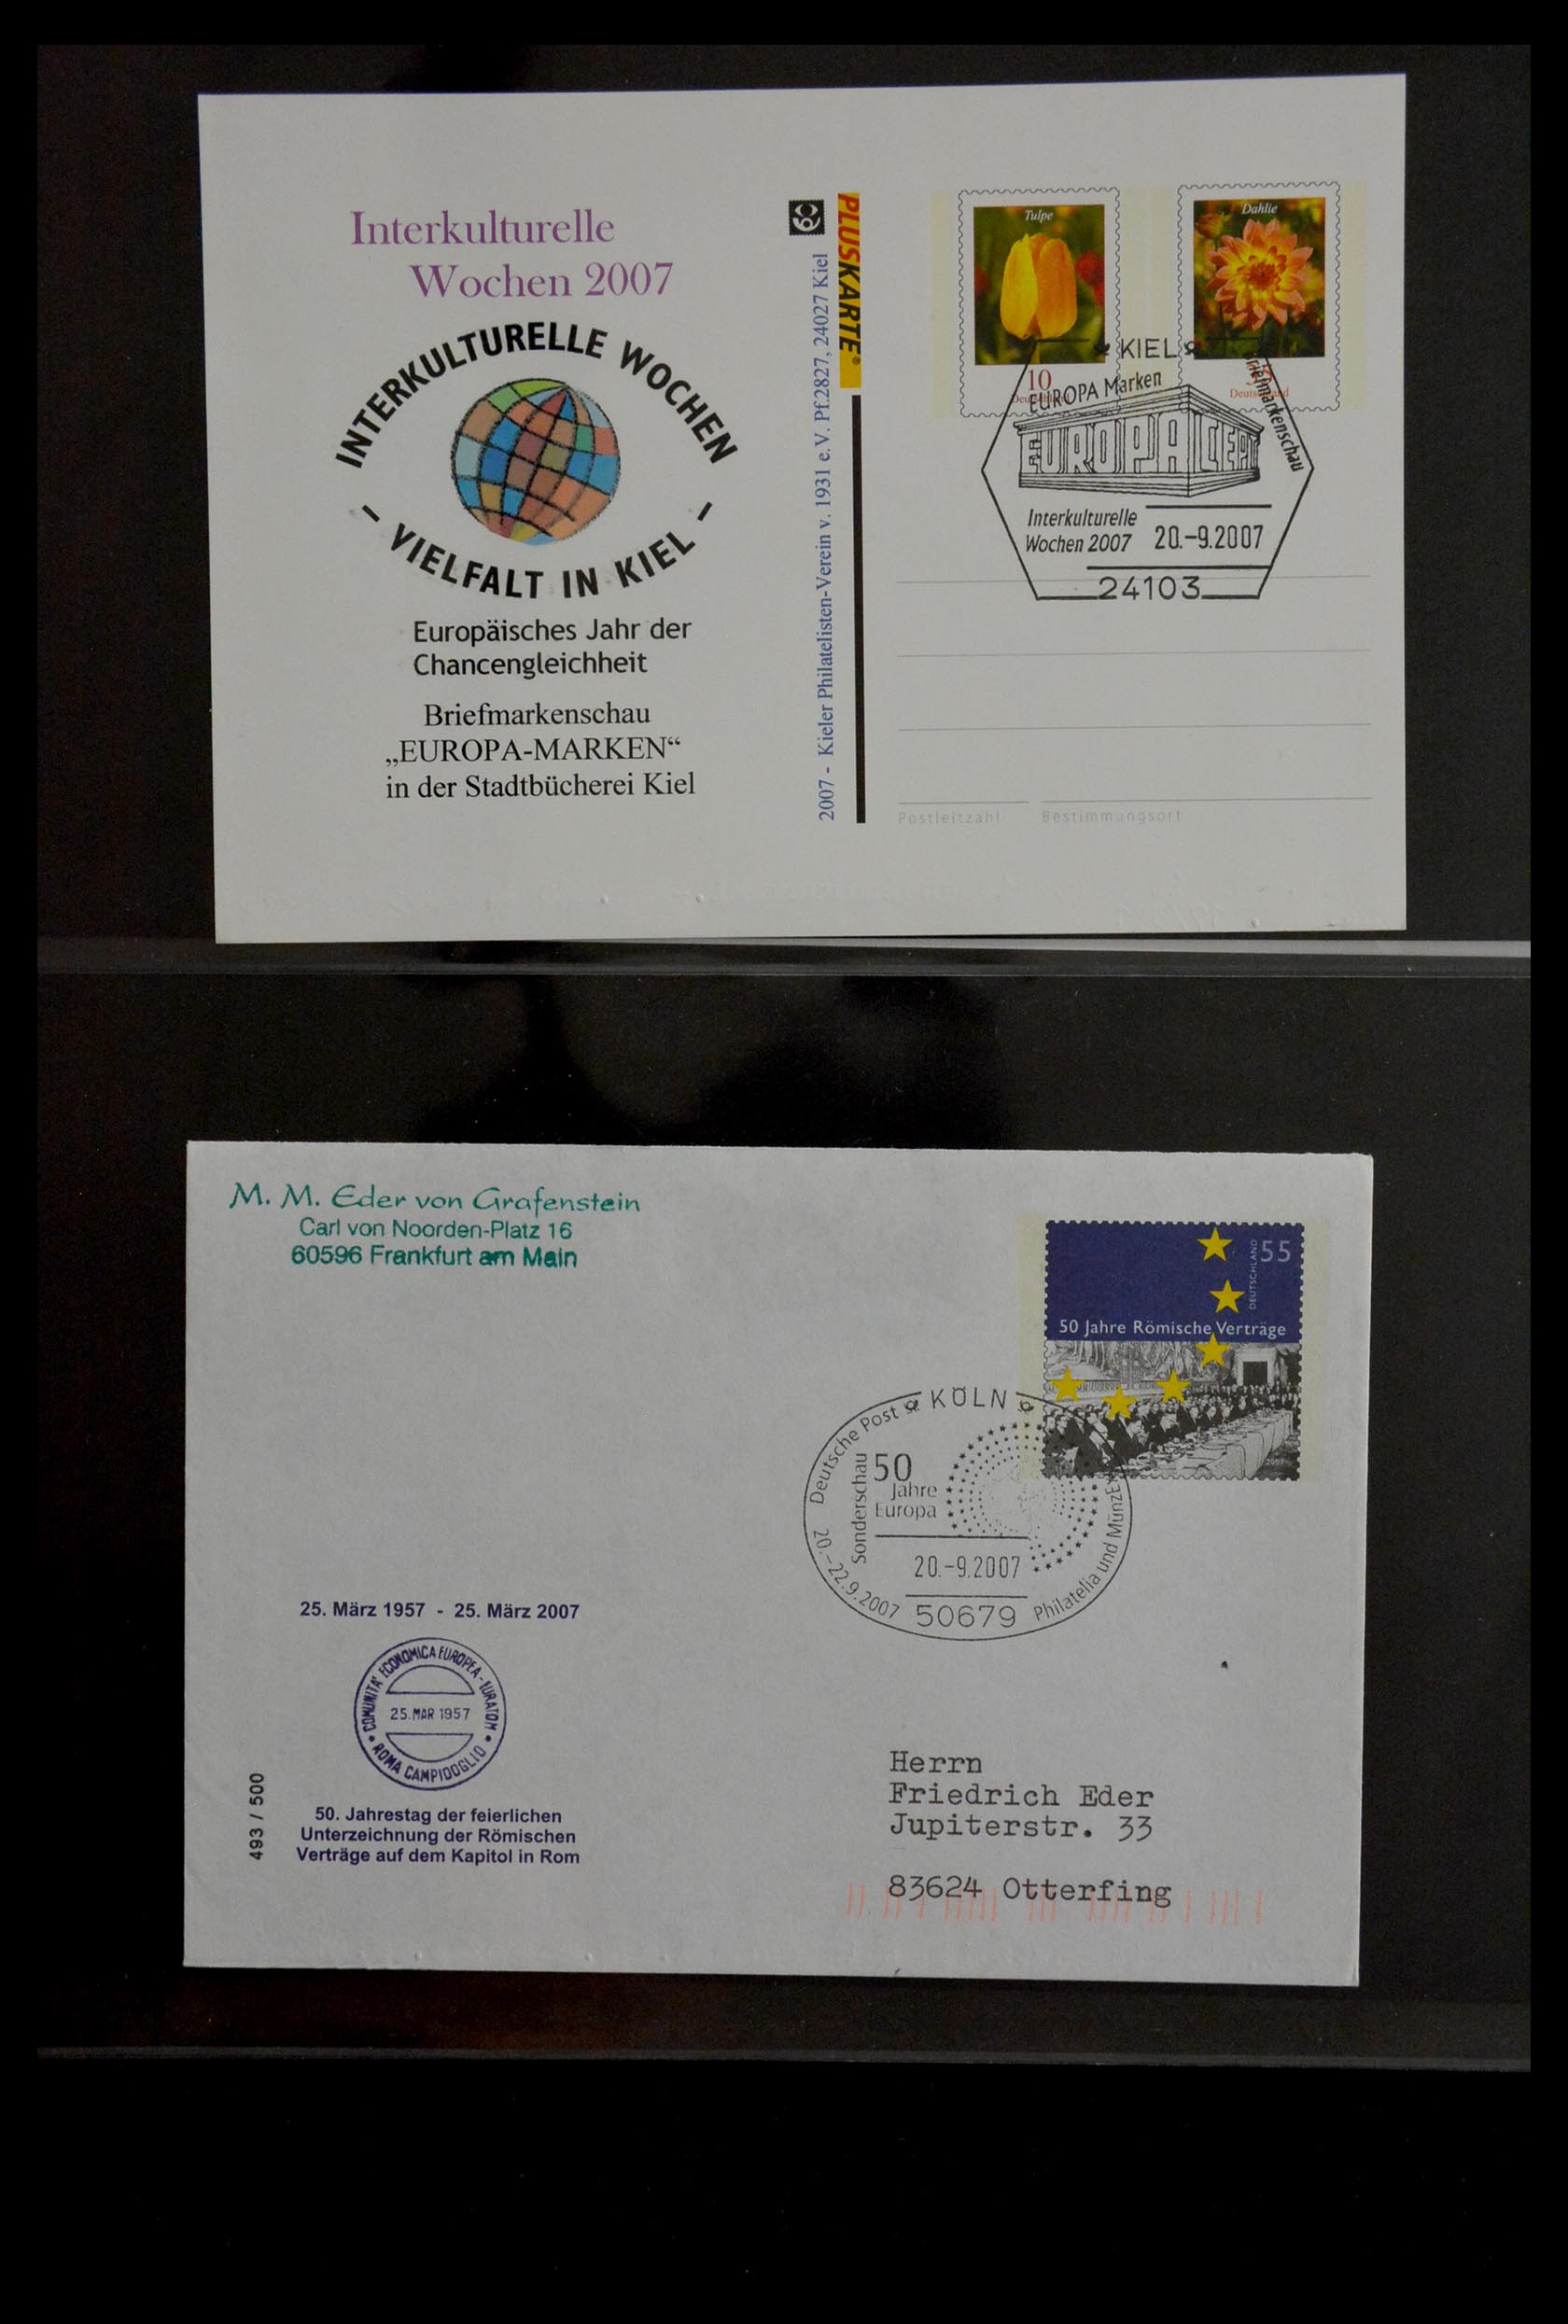 Interkulturelle
Wochen 2007
INTERKULTURELLE WOCHEN
- VIELFALT IN KIEL -
Europäisches Jahr der
Chancengleichheit
Briefmarkenschau
„EUROPA-MARKEN“
in der Stadtbücherei Kiel
2007 - Kieler Philatelisten-Verein v. 1931 e.V. Pf.2827, 24027 Kiel
PLUSKARTE®
Tulpe
10
Deutschland
Dahlie
Deutschland
KIEL
EUROPA Marken
Briefmarkenschau
EUROPA CEPT
Interkulturelle
Wochen 2007
20.-9.2007
24103
Postleitzahl
Bestimmungsort
M. M. Eder von Grafenstein
Carl von Noorden-Platz 16
60596 Frankfurt am Main
55
DEUTSCHLAND
50 Jahre Römische Verträge
2007
KÖLN
Deutsche Post
Sonderschau
50
Jahre
Europa
20.-9.2007
20.-22.9.2007
50679
Philatelia und MünzE
25. März 1957 - 25. März 2007
COMUNITA' ECONOMICA EUROPEA - EURATOM
25.MAR 1957
ROMA CAMPIDOGLIO
493 / 500
50. Jahrestag der feierlichen
Unterzeichnung der Römischen
Verträge auf dem Kapitol in Rom
Herrn
Friedrich Eder
Jupiterstr. 33
83624 Otterfing